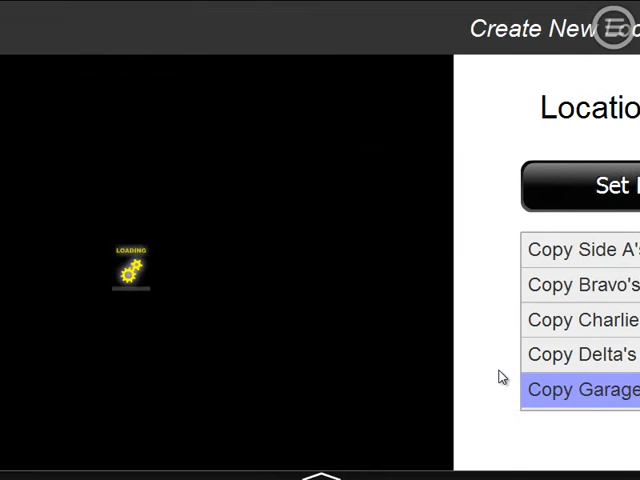 Create New
Locatio
Set
LOADING
Copy Side A'
Copy Bravo's
Copy Charlie
Copy Delta's
Copy Garage